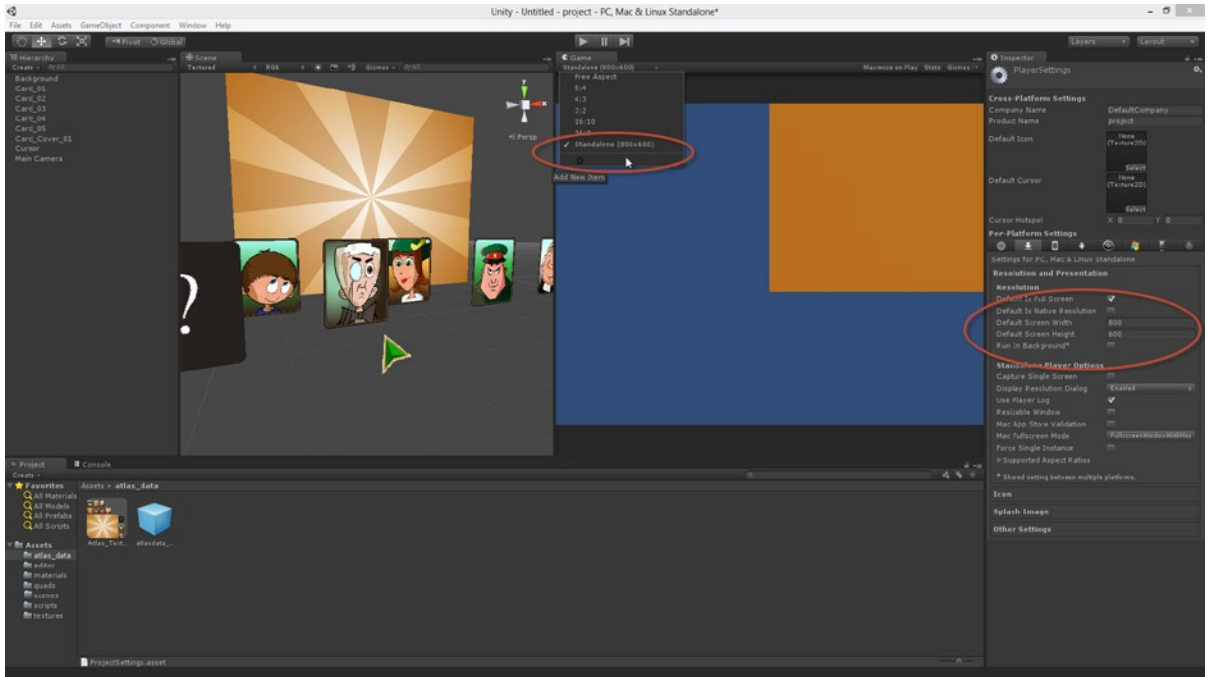 Unity - Untitled - project - PC, Mac & Linux Standalone*
File Edit Assets GameObject Component Window Help
Pivot Global
Layers Layout
Hierarchy
Create All
Background
Card_01
Card_02
Card_03
Card_04
Card_05
Card_Cover_01
Cursor
Main Camera
Scene
Textured RGB Gizmos All
Persp
?
Game
Standalone (800x600) Maximize on Play Stats Gizmos
Free Aspect
5:4
4:3
3:2
16:10
16:9
✓ Standalone (800x600)
Add New Item
Inspector
PlayerSettings
Cross-Platform Settings
Company Name DefaultCompany
Product Name project
Default Icon None (Texture2D)
Select
Default Cursor None (Texture2D)
Select
Cursor Hotspot X 0 Y 0
Per-Platform Settings
Settings for PC, Mac & Linux Standalone
Resolution and Presentation
Resolution
Default Is Full Screen
Default Is Native Resolution
Default Screen Width 800
Default Screen Height 600
Run In Background*
Standalone Player Options
Capture Single Screen
Display Resolution Dialog Enabled
Use Player Log
Resizable Window
Mac App Store Validation
Mac Fullscreen Mode
Force Single Instance
Supported Aspect Ratios
* Shared setting between multiple platforms.
Icon
Splash Image
Other Settings
Project Console
Create
Favorites
All Materials
All Models
All Prefabs
All Scripts
Assets
atlas_data
editor
materials
quads
scenes
scripts
textures
Assets > atlas_data
Atlas_Text... atlasdata_...
ProjectSettings.asset